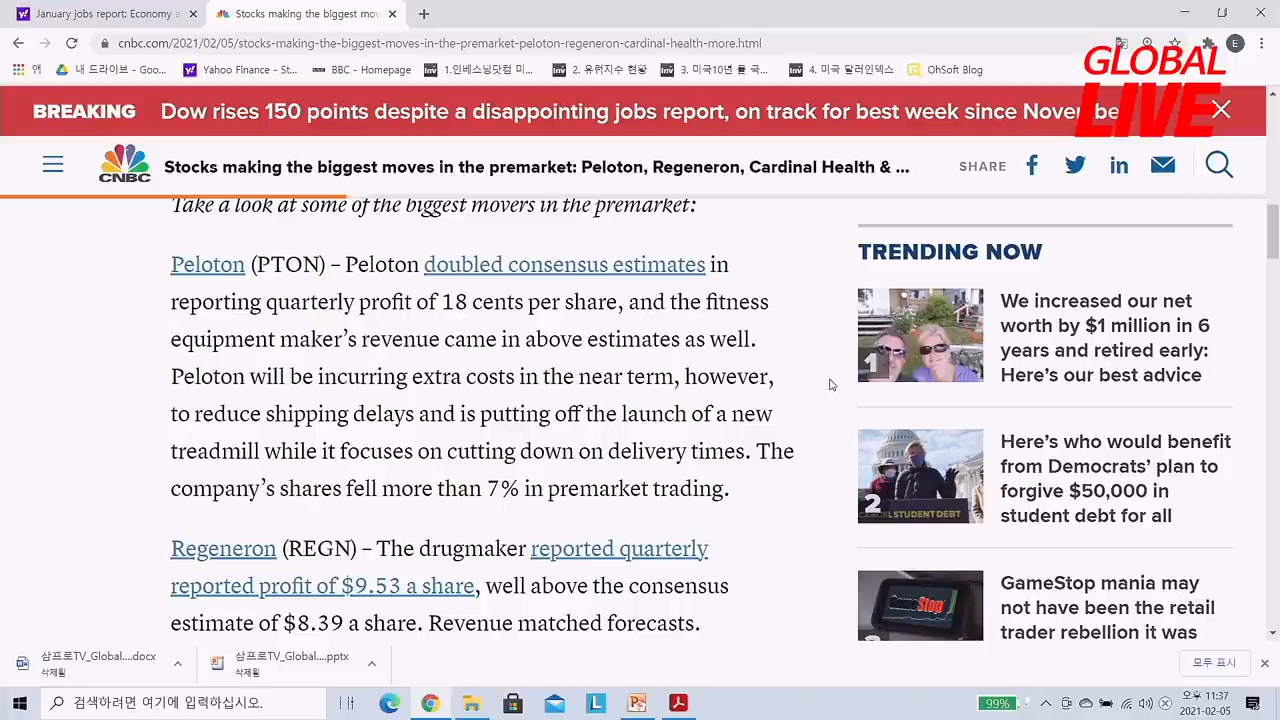 January jobs report: Economy a
Stocks making the biggest mov
cnbc.com/2021/02/05/stocks-making-the-biggest-moves-in-the-premarket-peloton-regeneron-cardinal-health-more.html
E
앱
내 드라이브 - Goo...
Yahoo Finance - St...
BBC - Homepage
1.인베스팅닷컴 미...
2. 유럽지수 현황
3. 미국10년 물 국...
4. 미국 달러인덱스
OhSoft Blog
GLOBAL
LIVE
BREAKING
Dow rises 150 points despite a disappointing jobs report, on track for best week since Novembe
CNBC
Stocks making the biggest moves in the premarket: Peloton, Regeneron, Cardinal Health & ...
SHARE
Take a look at some of the biggest movers in the premarket:
Peloton (PTON) – Peloton doubled consensus estimates in
reporting quarterly profit of 18 cents per share, and the fitness
equipment maker's revenue came in above estimates as well.
Peloton will be incurring extra costs in the near term, however,
to reduce shipping delays and is putting off the launch of a new
treadmill while it focuses on cutting down on delivery times. The
company's shares fell more than 7% in premarket trading.
Regeneron (REGN) – The drugmaker reported quarterly
reported profit of $9.53 a share, well above the consensus
estimate of $8.39 a share. Revenue matched forecasts.
TRENDING NOW
1
We increased our net
worth by $1 million in 6
years and retired early:
Here's our best advice
2
CELSTUDENT DEBT
Here's who would benefit
from Democrats' plan to
forgive $50,000 in
student debt for all
GameStop
GameStop mania may
not have been the retail
trader rebellion it was
삼프로TV_Global....docx
삭제됨
삼프로TV_Global....pptx
삭제됨
모두 표시
검색하려면 여기에 입력하십시오.
99%
오후 11:37
2021-02-05